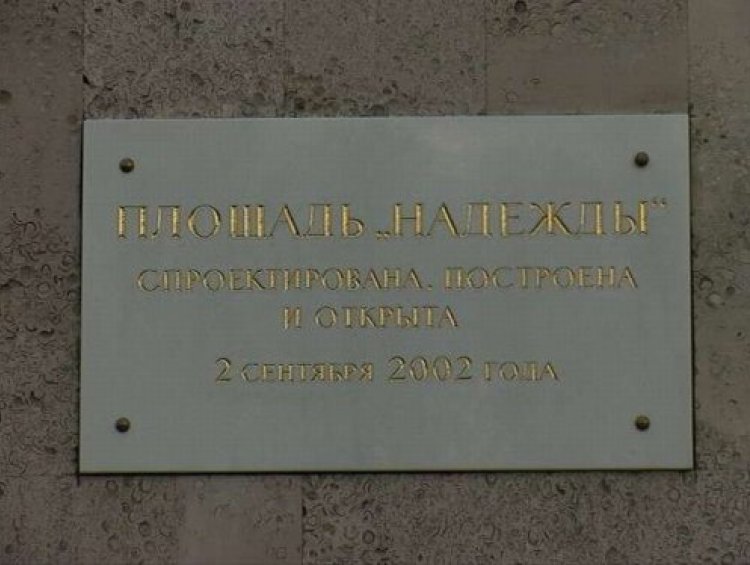 ПЛОЩАДЬ „НАДЕЖДЫ“
СПРОЕКТИРОВАНА, ПОСТРОЕНА
И ОТКРЫТА
2 СЕНТЯБРЯ 2002 ГОДА